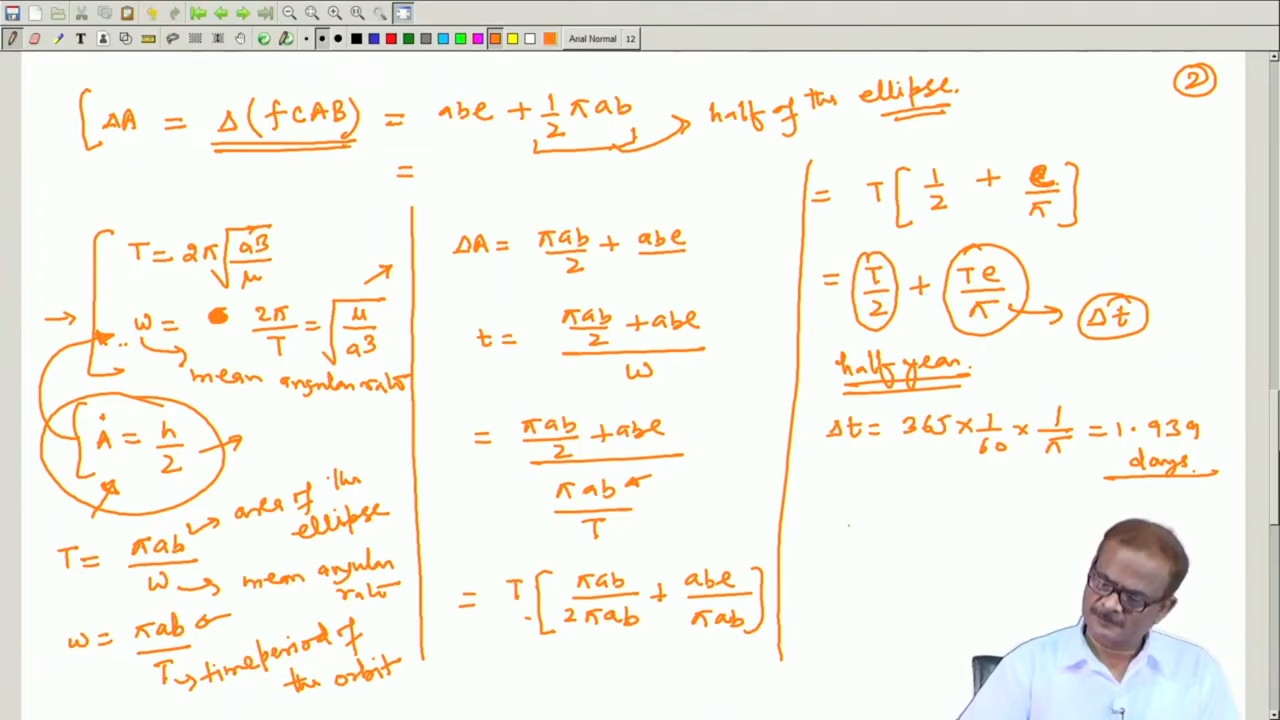 Arial Normal 12
2
ΔA = Δ(fCAB) = abe + 1/2 πab → half of the ellipse.
=
T = 2π√(a3/μ)
ω = 2π/T = √(μ/a3)
mean angular rate
Ȧ = h/2
T = πab/ω → area of the ellipse
→ mean angular rate
ω = πab/T ← → time period of the orbit
ΔA = πab/2 + abe
t = (πab/2 + abe)/ω
= (πab/2 + abe)/(πab/T)
= T[πab/2πab + abe/πab]
= T[1/2 + e/π]
= T/2 + Te/π → Δt
half year.
Δt = 365 × 1/60 × 1/π = 1.939
days.